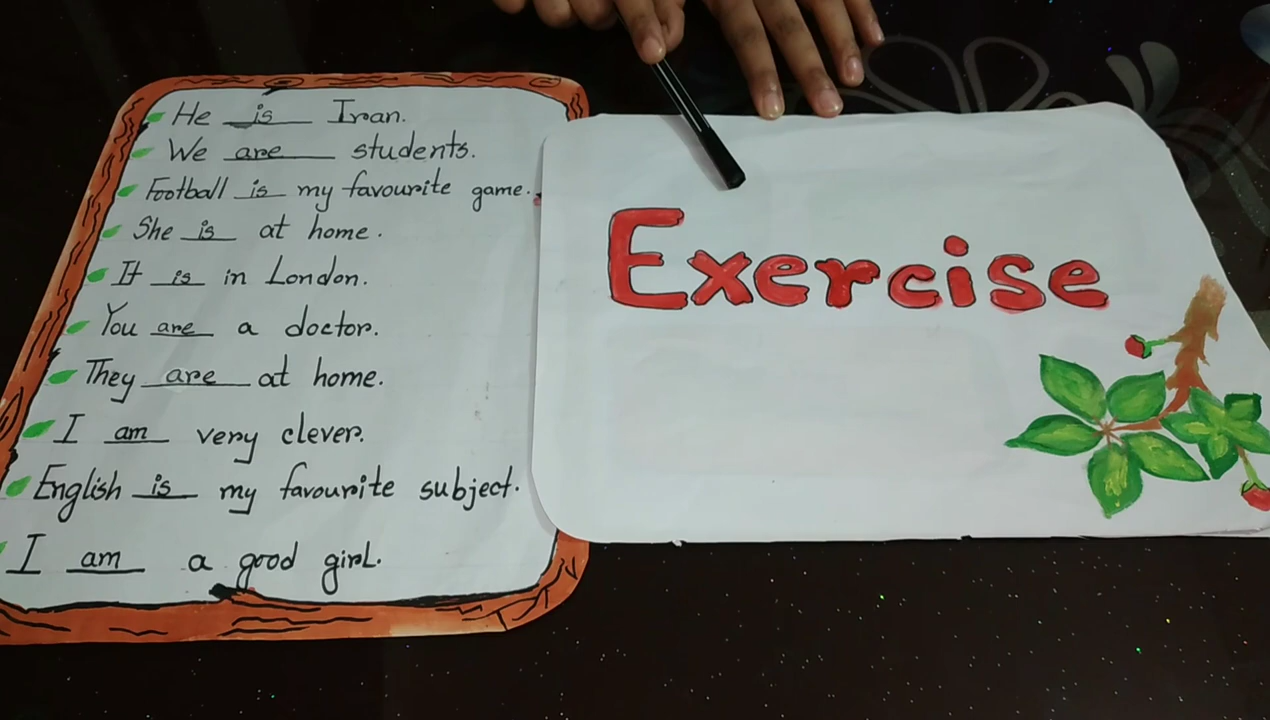 He is Iran.
We are students.
Football is my favourite game.
She is at home.
It is in London.
You are a doctor.
They are at home.
I am very clever.
English is my favourite subject.
I am a good girl.
Exercise